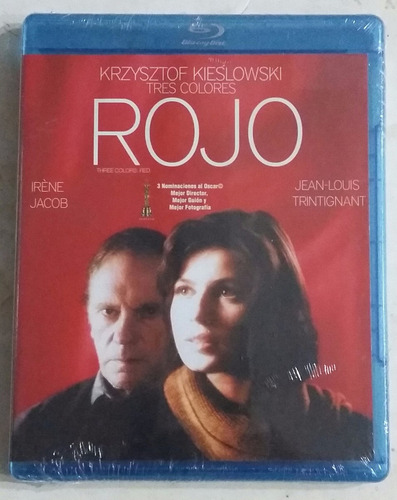 Blu-ray Disc
KRZYSZTOF KIESLOWSKI
TRES COLORES
ROJO
THREE COLORS: RED
IRÈNE
JACOB
3 Nominaciones al Oscar©
Mejor Director,
Mejor Guión y
Mejor Fotografía
JEAN-LOUIS
TRINTIGNANT